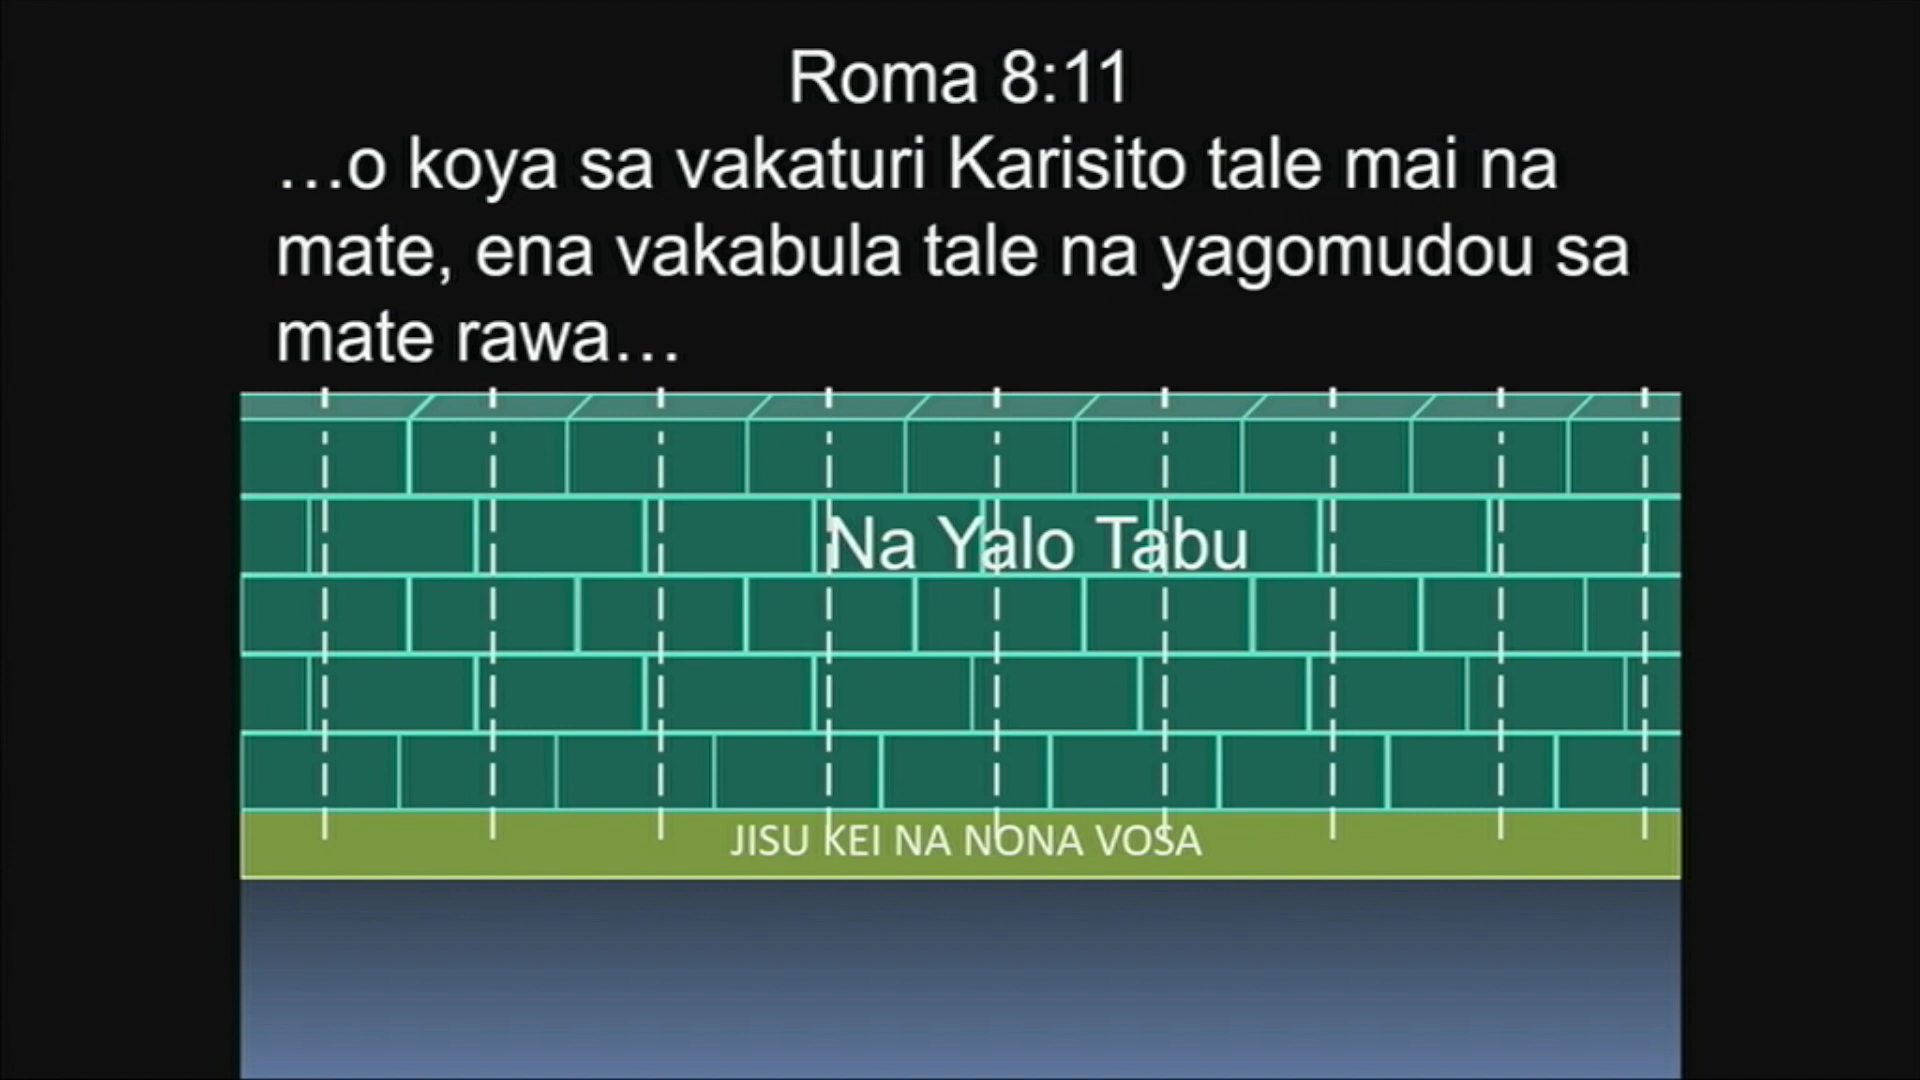 Roma 8:11
…o koya sa vakaturi Karisito tale mai na
mate, ena vakabula tale na yagomudou sa
mate rawa…
Na Yalo Tabu
JISU KEI NA NONA VOSA